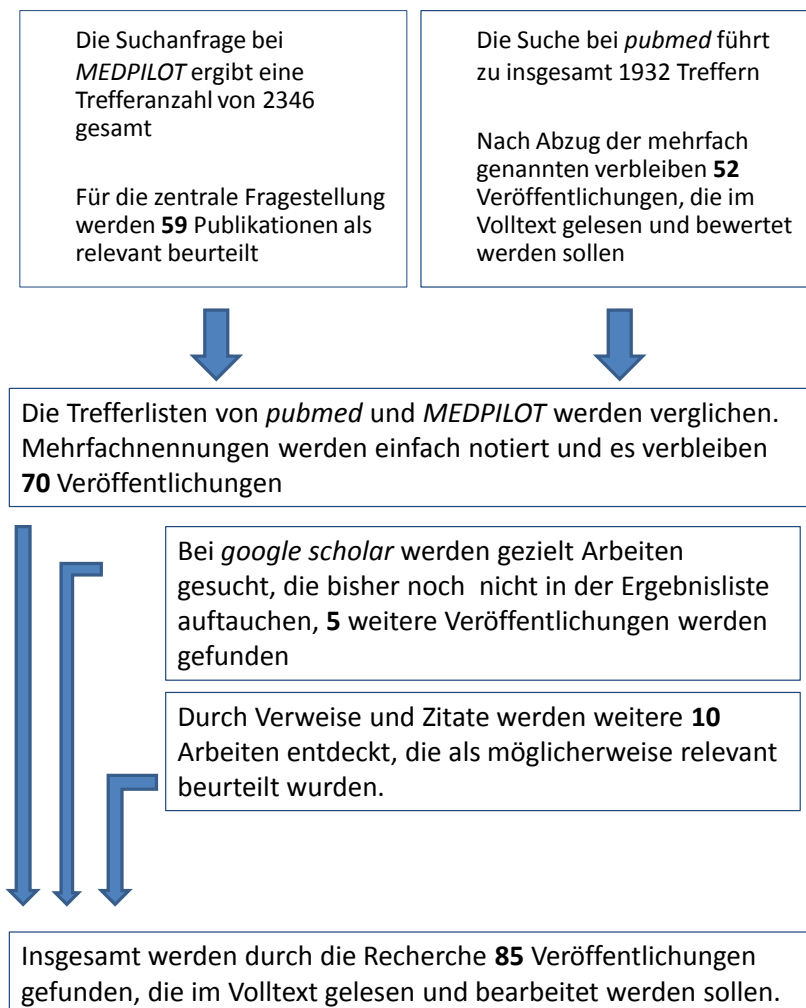 Die Suchanfrage bei
MEDPILOT ergibt eine
Trefferanzahl von 2346
gesamt
Für die zentrale Fragestellung
werden 59 Publikationen als
relevant beurteilt
Die Suche bei pubmed führt
zu insgesamt 1932 Treffern
Nach Abzug der mehrfach
genannten verbleiben 52
Veröffentlichungen, die im
Volltext gelesen und bewertet
werden sollen
Die Trefferlisten von pubmed und MEDPILOT werden verglichen.
Mehrfachnennungen werden einfach notiert und es verbleiben
70 Veröffentlichungen
Bei google scholar werden gezielt Arbeiten
gesucht, die bisher noch nicht in der Ergebnisliste
auftauchen, 5 weitere Veröffentlichungen werden
gefunden
Durch Verweise und Zitate werden weitere 10
Arbeiten entdeckt, die als möglicherweise relevant
beurteilt wurden.
Insgesamt werden durch die Recherche 85 Veröffentlichungen
gefunden, die im Volltext gelesen und bearbeitet werden sollen.